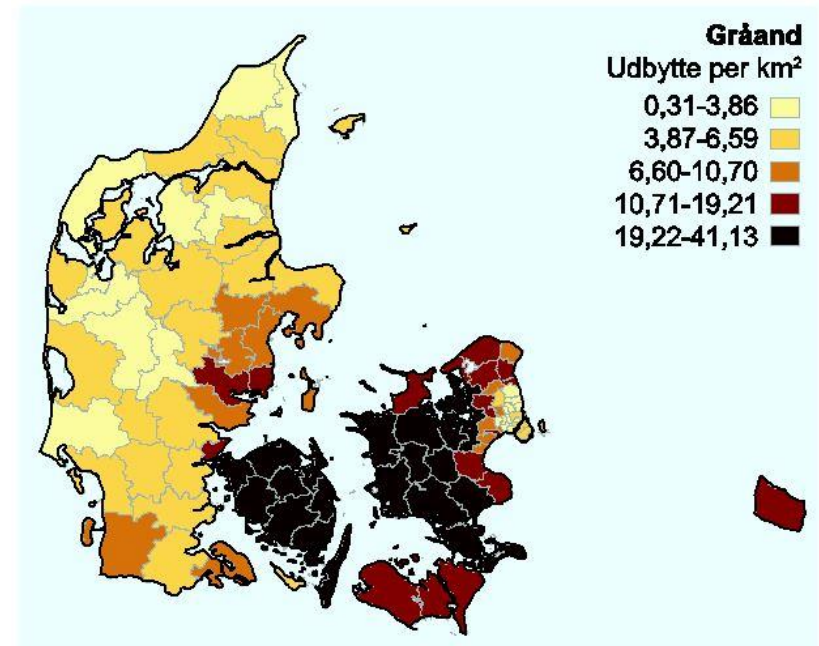 Gråand
Udbytte per km²
0,31-3,86
3,87-6,59
6,60-10,70
10,71-19,21
19,22-41,13